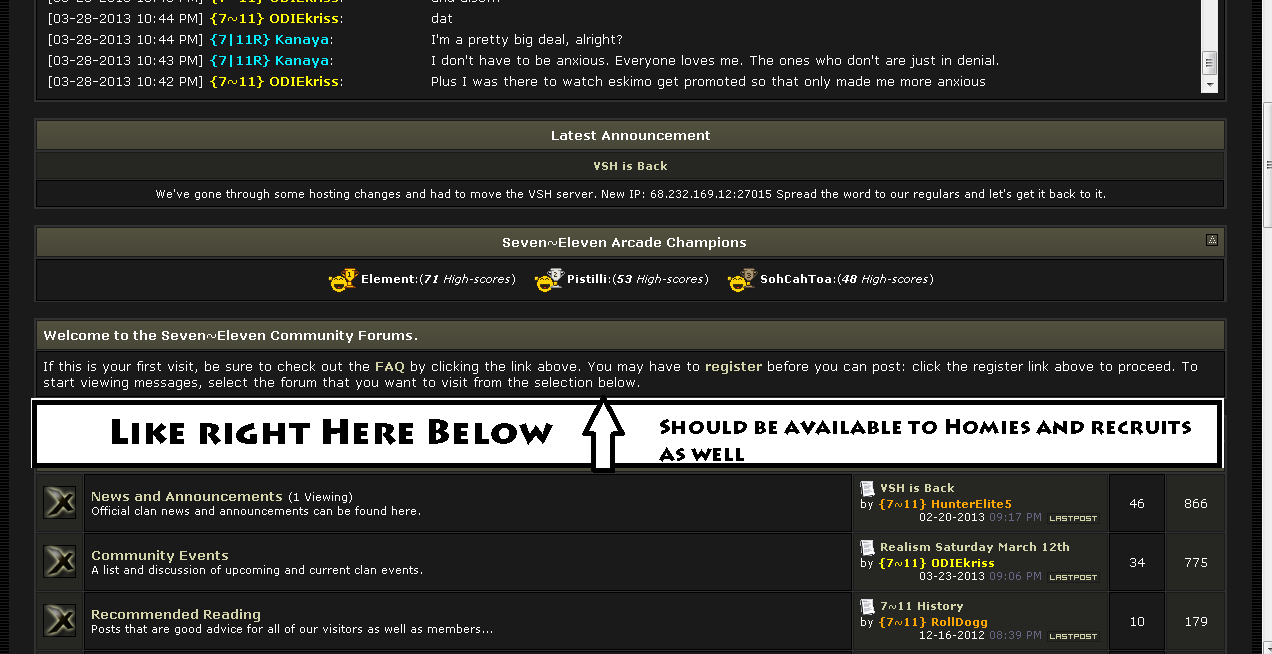 [03-28-2013 10:44 PM] {7~11} ODIEkriss: dat
[03-28-2013 10:44 PM] {7|11R} Kanaya: I'm a pretty big deal, alright?
[03-28-2013 10:43 PM] {7|11R} Kanaya: I don't have to be anxious. Everyone loves me. The ones who don't are just in denial.
[03-28-2013 10:42 PM] {7~11} ODIEkriss: Plus I was there to watch eskimo get promoted so that only made me more anxious
Latest Announcement
VSH is Back
We've gone through some hosting changes and had to move the VSH server. New IP: 68.232.169.12:27015 Spread the word to our regulars and let's get it back to it.
Seven~Eleven Arcade Champions
Element:(71 High-scores) Pistilli:(53 High-scores) SohCahToa:(48 High-scores)
Welcome to the Seven~Eleven Community Forums.
If this is your first visit, be sure to check out the FAQ by clicking the link above. You may have to register before you can post: click the register link above to proceed. To
start viewing messages, select the forum that you want to visit from the selection below.
Like right Here Below
Should be available to Homies and recruits
as well
News and Announcements (1 Viewing)
Official clan news and announcements can be found here.
VSH is Back
by {7~11} HunterElite5
02-20-2013 09:17 PM LASTPOST
46
866
Community Events
A list and discussion of upcoming and current clan events.
Realism Saturday March 12th
by {7~11} ODIEkriss
03-23-2013 09:06 PM LASTPOST
34
775
Recommended Reading
Posts that are good advice for all of our visitors as well as members...
7~11 History
by {7~11} RollDogg
12-16-2012 08:39 PM LASTPOST
10
179